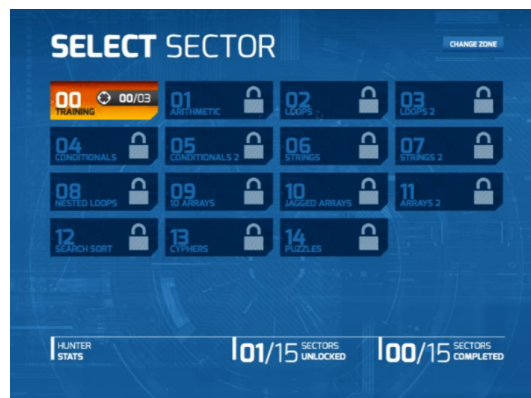 SELECT SECTOR
CHANGE ZONE
00 00/03
TRAINING
01
ARITHMETIC
02
LOOPS
03
LOOPS 2
04
CONDITIONALS
05
CONDITIONALS 2
06
STRINGS
07
STRINGS 2
08
NESTED LOOPS
09
1D ARRAYS
10
JAGGED ARRAYS
11
ARRAYS 2
12
SEARCH SORT
13
CYPHERS
14
PUZZLES
HUNTER
STATS
01/15 SECTORS
UNLOCKED
00/15 SECTORS
COMPLETED